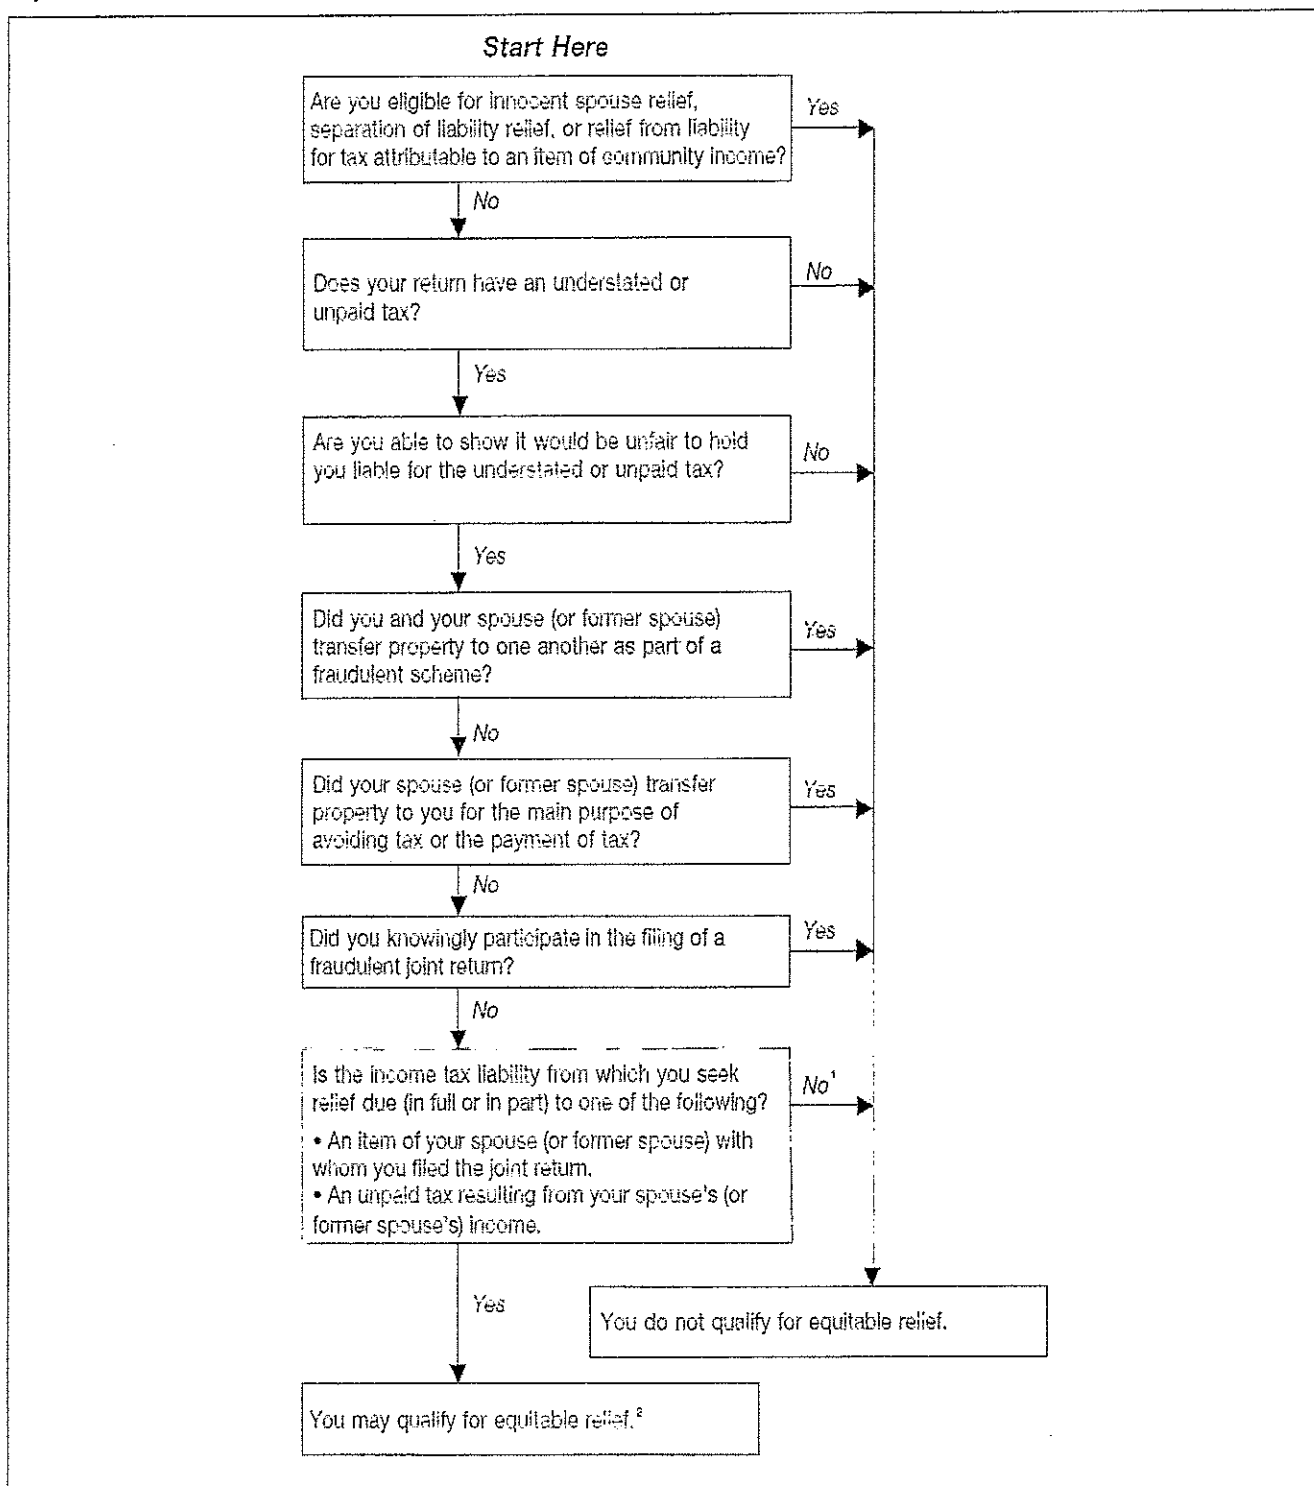 Start Here
Are you eligible for innocent spouse relief,
separation of liability relief, or relief from liability
for tax attributable to an item of community income?
Yes
No
Does your return have an understated or
unpaid tax?
No
Yes
Are you able to show it would be unfair to hold
you liable for the understated or unpaid tax?
No
Yes
Did you and your spouse (or former spouse)
transfer property to one another as part of a
fraudulent scheme?
Yes
No
Did your spouse (or former spouse) transfer
property to you for the main purpose of
avoiding tax or the payment of tax?
Yes
No
Did you knowingly participate in the filing of a
fraudulent joint return?
Yes
No
Is the income tax liability from which you seek
relief due (in full or in part) to one of the following?
• An item of your spouse (or former spouse) with
whom you filed the joint return.
• An unpaid tax resulting from your spouse's (or
former spouse's) income.
No¹
Yes
You do not qualify for equitable relief.
You may qualify for equitable relief.²